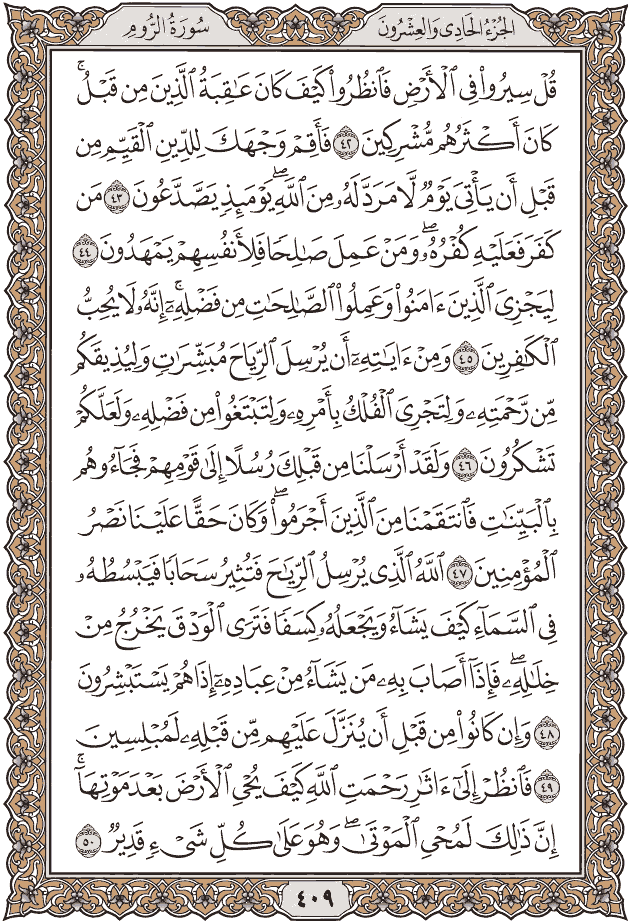 الجُزْءُ الحَادِي وَالعِشْرُونَ
سُورَةُ الرُّومِ
قُلْ سِيرُوا۟ فِى ٱلْأَرْضِ فَٱنظُرُوا۟ كَيْفَ كَانَ عَـٰقِبَةُ ٱلَّذِينَ مِن قَبْلُ ۚ
كَانَ أَكْثَرُهُم مُّشْرِكِينَ ٤٢ فَأَقِمْ وَجْهَكَ لِلدِّينِ ٱلْقَيِّمِ مِن
قَبْلِ أَن يَأْتِىَ يَوْمٌ لَّا مَرَدَّ لَهُۥ مِنَ ٱللَّهِ ۖ يَوْمَئِذٍ يَصَّدَّعُونَ ٤٣ مَن
كَفَرَ فَعَلَيْهِ كُفْرُهُۥ ۖ وَمَنْ عَمِلَ صَـٰلِحًا فَلِأَنفُسِهِمْ يَمْهَدُونَ ٤٤
لِيَجْزِىَ ٱلَّذِينَ ءَامَنُوا۟ وَعَمِلُوا۟ ٱلصَّـٰلِحَـٰتِ مِن فَضْلِهِۦٓ ۚ إِنَّهُۥ لَا يُحِبُّ
ٱلْكَـٰفِرِينَ ٤٥ وَمِنْ ءَايَـٰتِهِۦٓ أَن يُرْسِلَ ٱلرِّيَاحَ مُبَشِّرَٰتٍ وَلِيُذِيقَكُم
مِّن رَّحْمَتِهِۦ وَلِتَجْرِىَ ٱلْفُلْكُ بِأَمْرِهِۦ وَلِتَبْتَغُوا۟ مِن فَضْلِهِۦ وَلَعَلَّكُمْ
تَشْكُرُونَ ٤٦ وَلَقَدْ أَرْسَلْنَا مِن قَبْلِكَ رُسُلًا إِلَىٰ قَوْمِهِمْ فَجَآءُوهُم
بِٱلْبَيِّنَـٰتِ فَٱنتَقَمْنَا مِنَ ٱلَّذِينَ أَجْرَمُوا۟ ۖ وَكَانَ حَقًّا عَلَيْنَا نَصْرُ
ٱلْمُؤْمِنِينَ ٤٧ ٱللَّهُ ٱلَّذِى يُرْسِلُ ٱلرِّيَـٰحَ فَتُثِيرُ سَحَابًا فَيَبْسُطُهُۥ
فِى ٱلسَّمَآءِ كَيْفَ يَشَآءُ وَيَجْعَلُهُۥ كِسَفًا فَتَرَى ٱلْوَدْقَ يَخْرُجُ مِنْ
خِلَـٰلِهِۦ ۖ فَإِذَآ أَصَابَ بِهِۦ مَن يَشَآءُ مِنْ عِبَادِهِۦٓ إِذَا هُمْ يَسْتَبْشِرُونَ
٤٨ وَإِن كَانُوا۟ مِن قَبْلِ أَن يُنَزَّلَ عَلَيْهِم مِّن قَبْلِهِۦ لَمُبْلِسِينَ
٤٩ فَٱنظُرْ إِلَىٰٓ ءَاثَـٰرِ رَحْمَتِ ٱللَّهِ كَيْفَ يُحْىِ ٱلْأَرْضَ بَعْدَ مَوْتِهَآ ۚ
إِنَّ ذَٰلِكَ لَمُحْىِ ٱلْمَوْتَىٰ ۖ وَهُوَ عَلَىٰ كُلِّ شَىْءٍ قَدِيرٌ ٥٠
٤٠٩